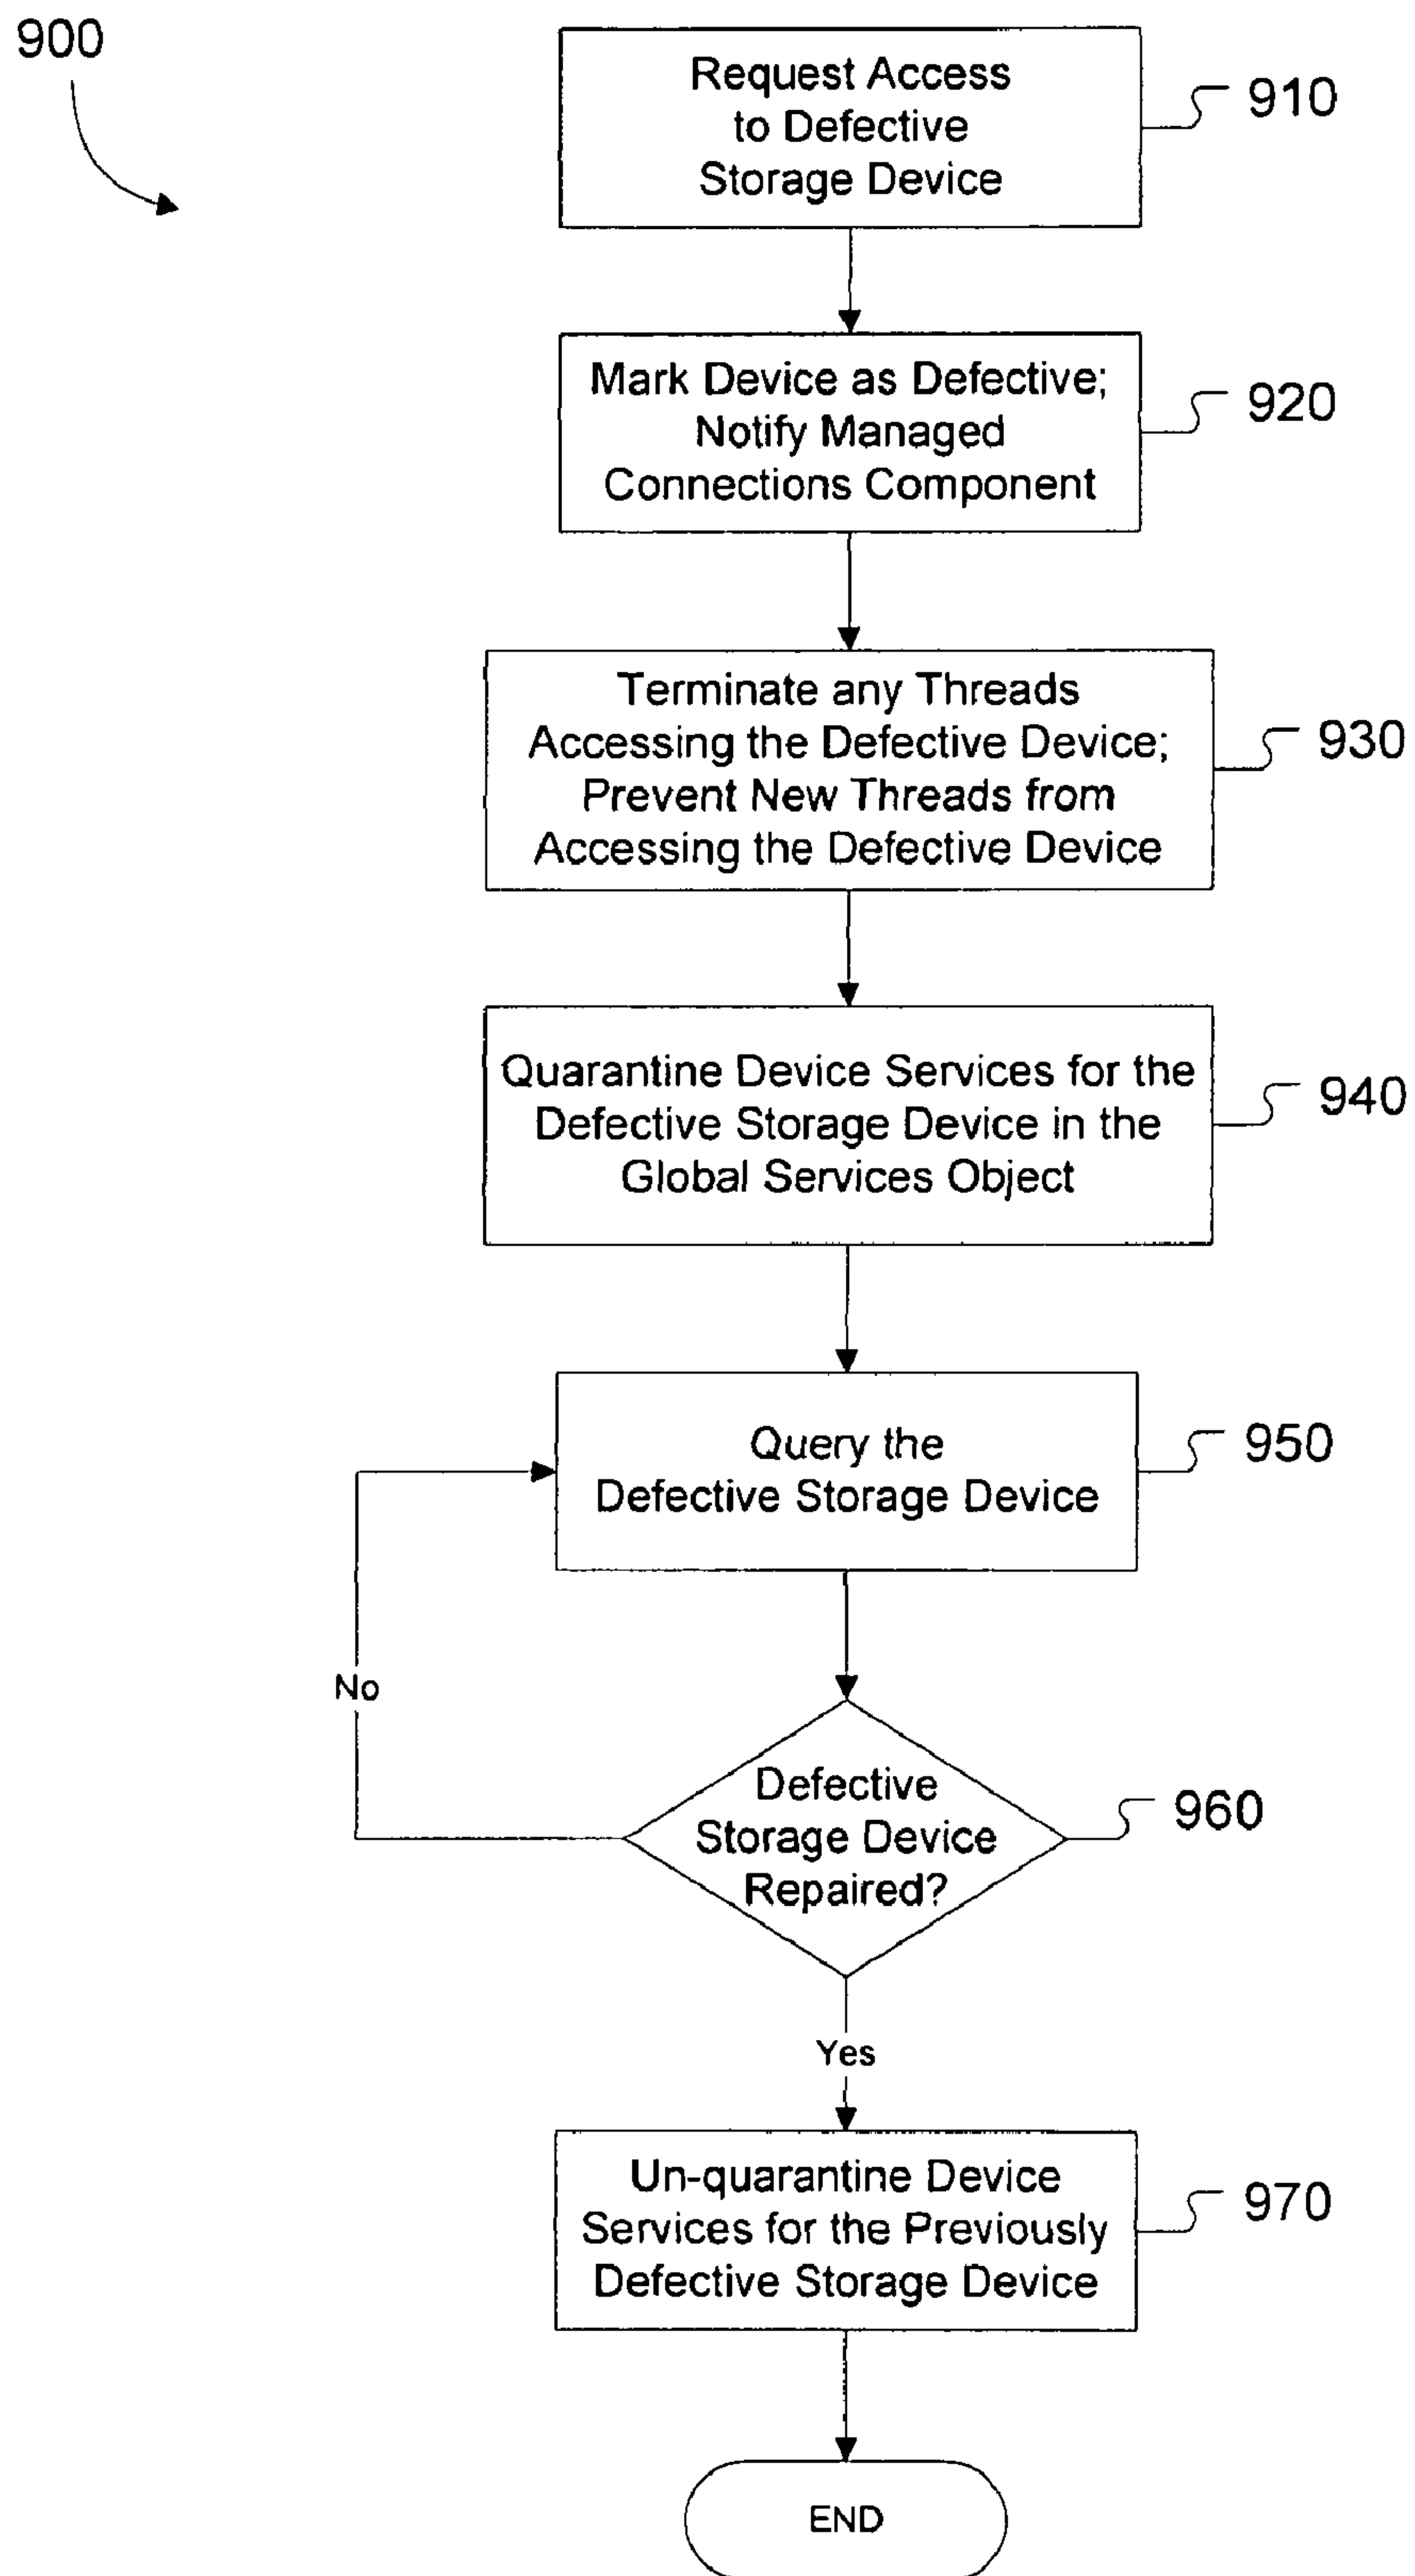 900
Request Access
to Defective
Storage Device
910
Mark Device as Defective;
Notify Managed
Connections Component
920
Terminate any Threads
Accessing the Defective Device;
Prevent New Threads from
Accessing the Defective Device
930
Quarantine Device Services for the
Defective Storage Device in the
Global Services Object
940
Query the
Defective Storage Device
950
No
Defective
Storage Device
Repaired?
960
Yes
Un-quarantine Device
Services for the Previously
Defective Storage Device
970
END